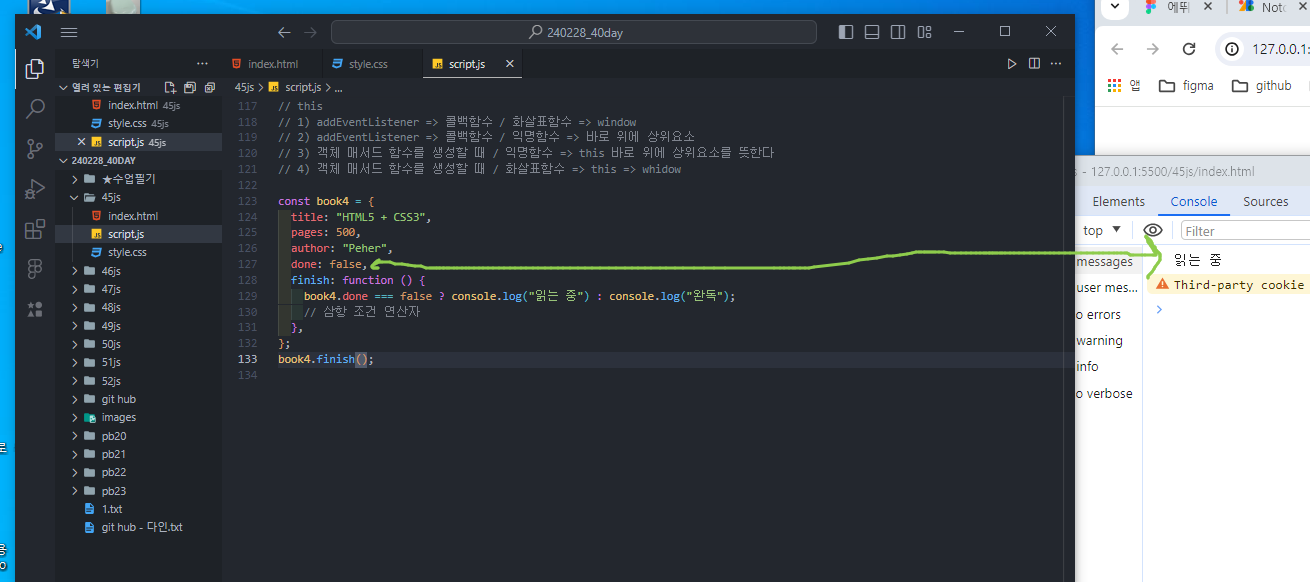 240228_40day
에뛰
Noto
127.0.0.1:
앱
figma
github
탐색기
index.html
style.css
script.js
열려 있는 편집기
index.html 45js
style.css 45js
script.js 45js
240228_40DAY
★수업필기
45js
index.html
script.js
style.css
46js
47js
48js
49js
50js
51js
52js
git hub
images
pb20
pb21
pb22
pb23
1.txt
git hub - 다인.txt
45js > script.js > ...
117 // this
118 // 1) addEventListener => 콜백함수 / 화살표함수 => window
119 // 2) addEventListener => 콜백함수 / 익명함수 => 바로 위에 상위요소
120 // 3) 객체 매서드 함수를 생성할 때 / 익명함수 => this 바로 위에 상위요소를 뜻한다
121 // 4) 객체 매서드 함수를 생성할 때 / 화살표함수 => this => whidow
122
123 const book4 = {
124 title: "HTML5 + CSS3",
125 pages: 500,
126 author: "Peher",
127 done: false,
128 finish: function () {
129 book4.done === false ? console.log("읽는 중") : console.log("완독");
130 // 삼항 조건 연산자
131 },
132 };
133 book4.finish();
134
s - 127.0.0.1:5500/45js/index.html
Elements
Console
Sources
top
Filter
messages
user mes...
o errors
warning
info
o verbose
읽는 중
Third-party cookie